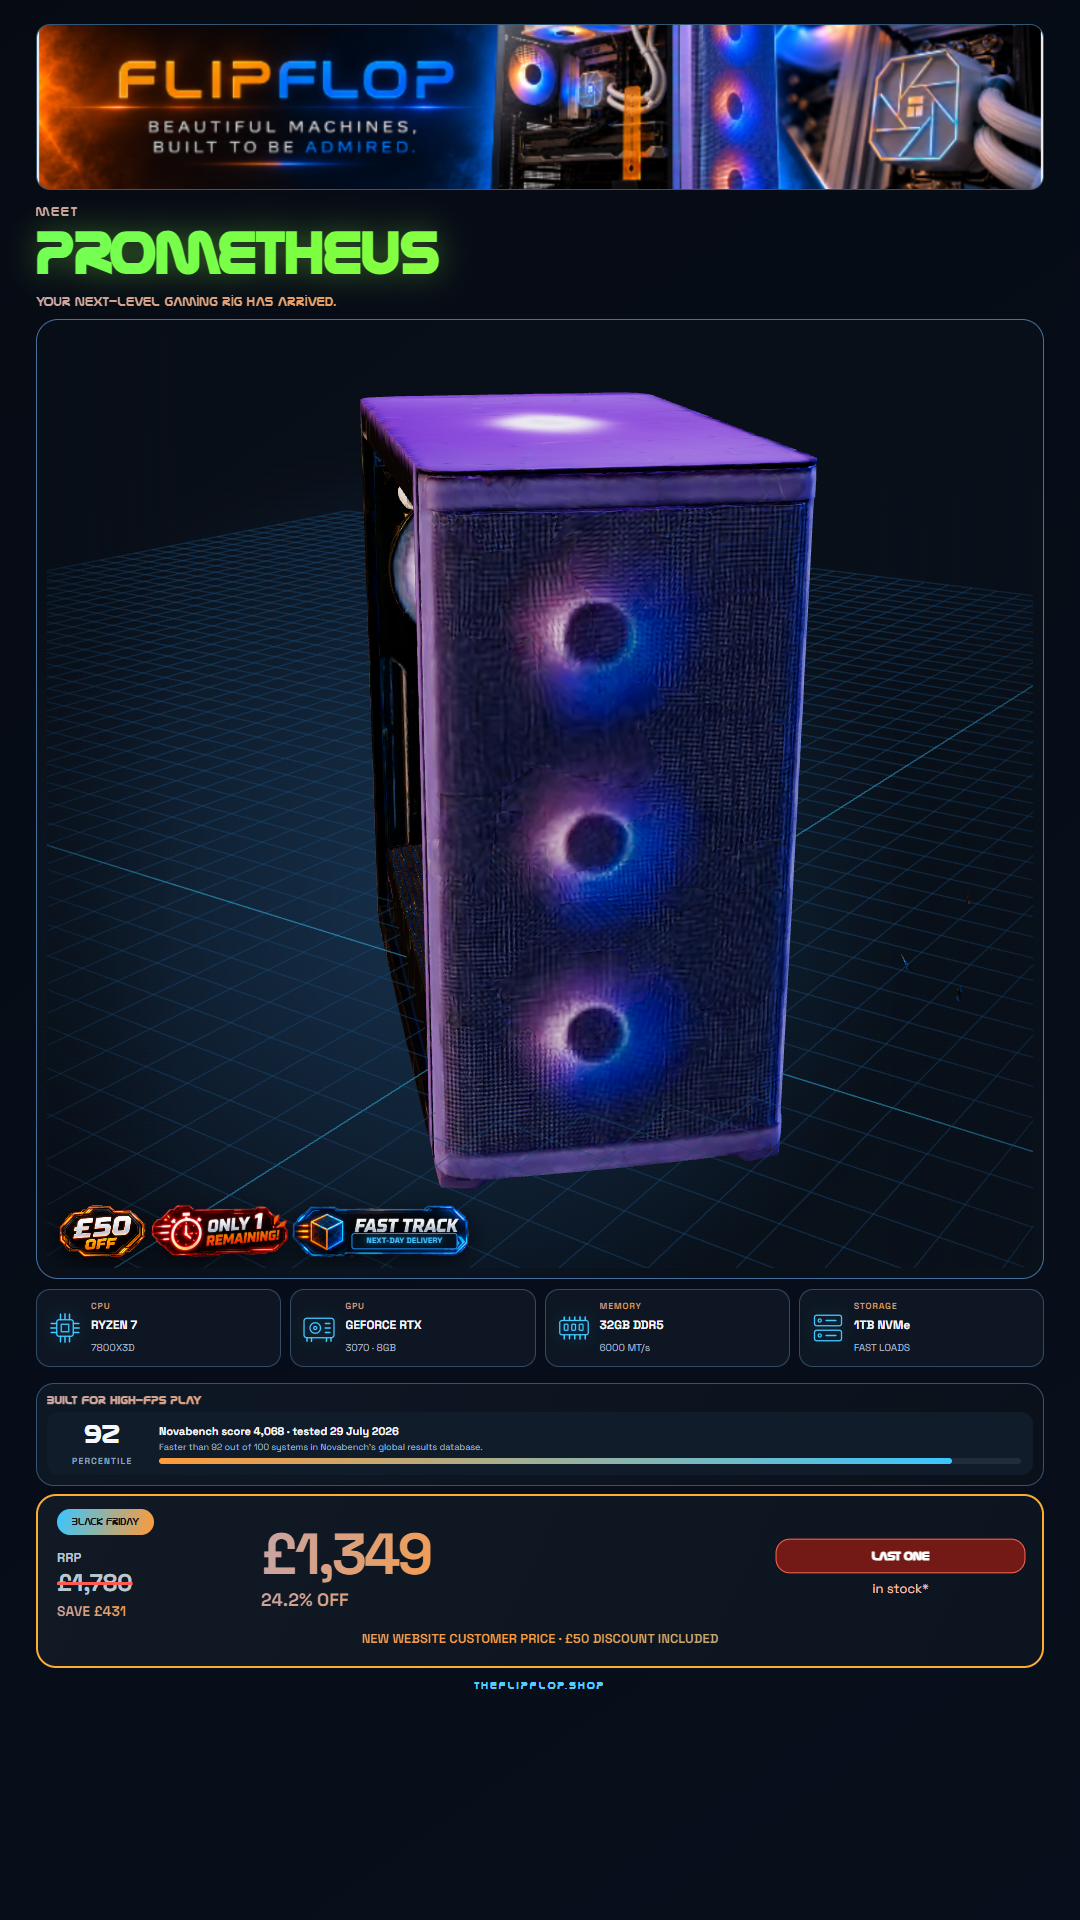 FLIPFLOP
BEAUTIFUL MACHINES,
BUILT TO BE ADMIRED.
MEET
PROMETHEUS
YOUR NEXT-LEVEL GAMING RIG HAS ARRIVED.
£50
OFF
ONLY 1
REMAINING!
FAST TRACK
NEXT-DAY DELIVERY
CPU
RYZEN 7
7800X3D
GPU
GEFORCE RTX
3070 · 8GB
MEMORY
32GB DDR5
6000 MT/s
STORAGE
1TB NVMe
FAST LOADS
BUILT FOR HIGH-FPS PLAY
92
PERCENTILE
Novabench score 4,068 · tested 29 July 2026
Faster than 92 out of 100 systems in Novabench's global results database.
BLACK FRIDAY
RRP
£1,780
SAVE £431
£1,349
24.2% OFF
LAST ONE
in stock*
NEW WEBSITE CUSTOMER PRICE · £50 DISCOUNT INCLUDED
THEFLIPFLOP.SHOP